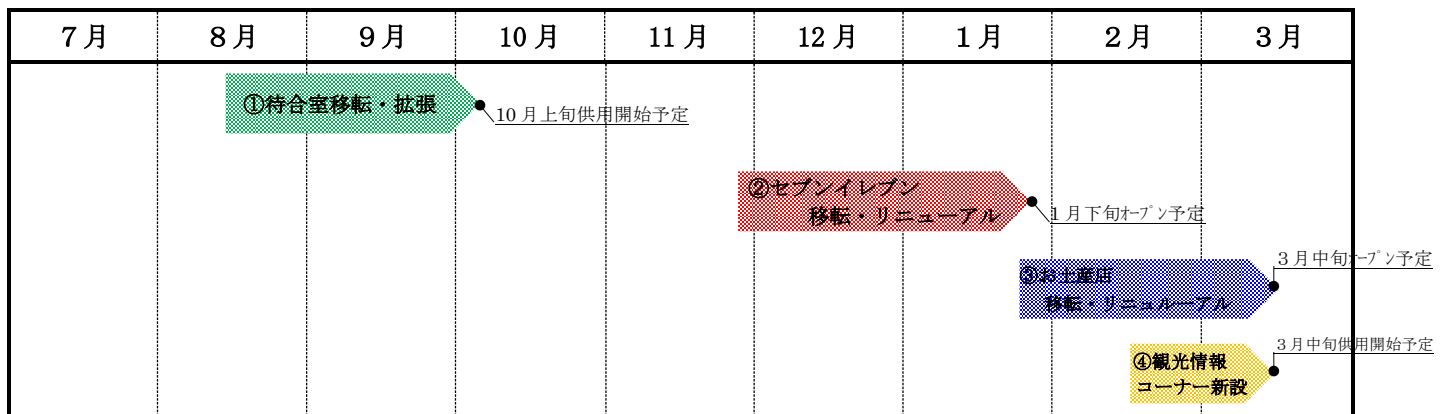 ７月 ８月 ９月 10月 11月 12月 １月 ２月 ３月
①待合室移転・拡張
10月上旬供用開始予定
②セブンイレブン
移転・リニューアル
１月下旬ｵｰﾌﾟﾝ予定
３月中旬ｵｰﾌﾟﾝ予定
③お土産店
移転・リニュルーアル
３月中旬供用開始予定
④観光情報
コーナー新設